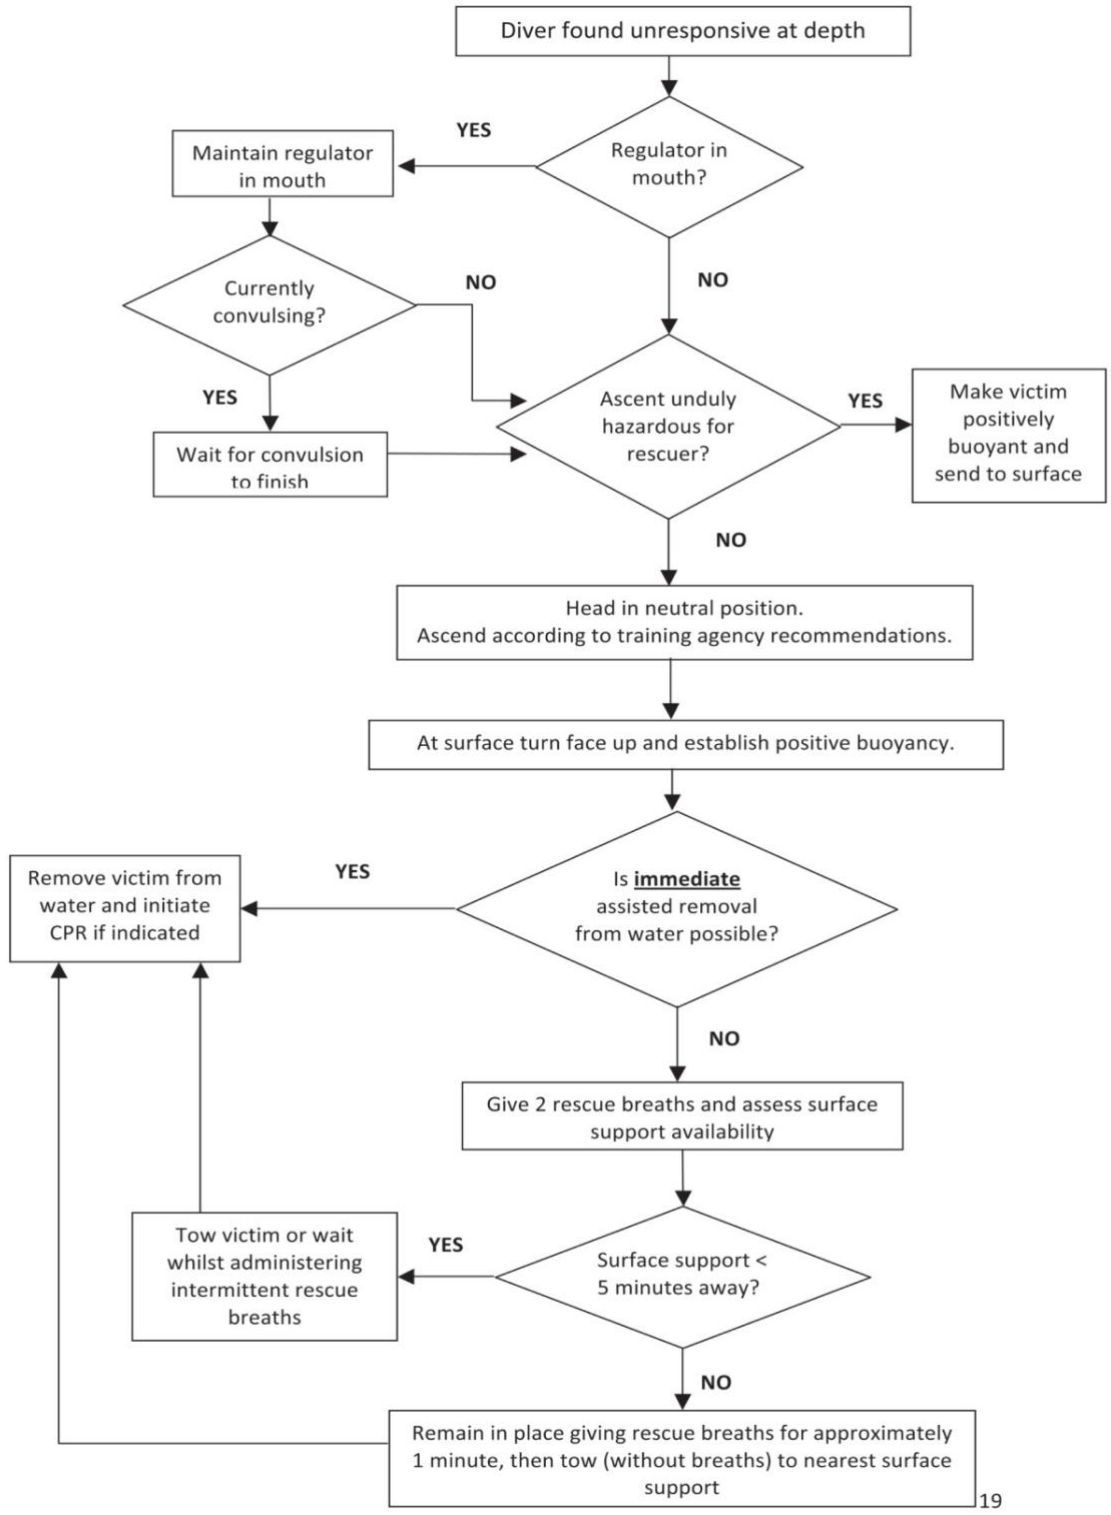 Diver found unresponsive at depth
YES
Regulator in
mouth?
Maintain regulator
in mouth
NO
Currently
convulsing?
NO
YES
Wait for convulsion
to finish
Ascent unduly
hazardous for
rescuer?
YES
Make victim
positively
buoyant and
send to surface
NO
Head in neutral position.
Ascend according to training agency recommendations.
At surface turn face up and establish positive buoyancy.
Is immediate
assisted removal
from water possible?
YES
Remove victim from
water and initiate
CPR if indicated
NO
Give 2 rescue breaths and assess surface
support availability
Surface support <
5 minutes away?
YES
Tow victim or wait
whilst administering
intermittent rescue
breaths
NO
Remain in place giving rescue breaths for approximately
1 minute, then tow (without breaths) to nearest surface
support
19